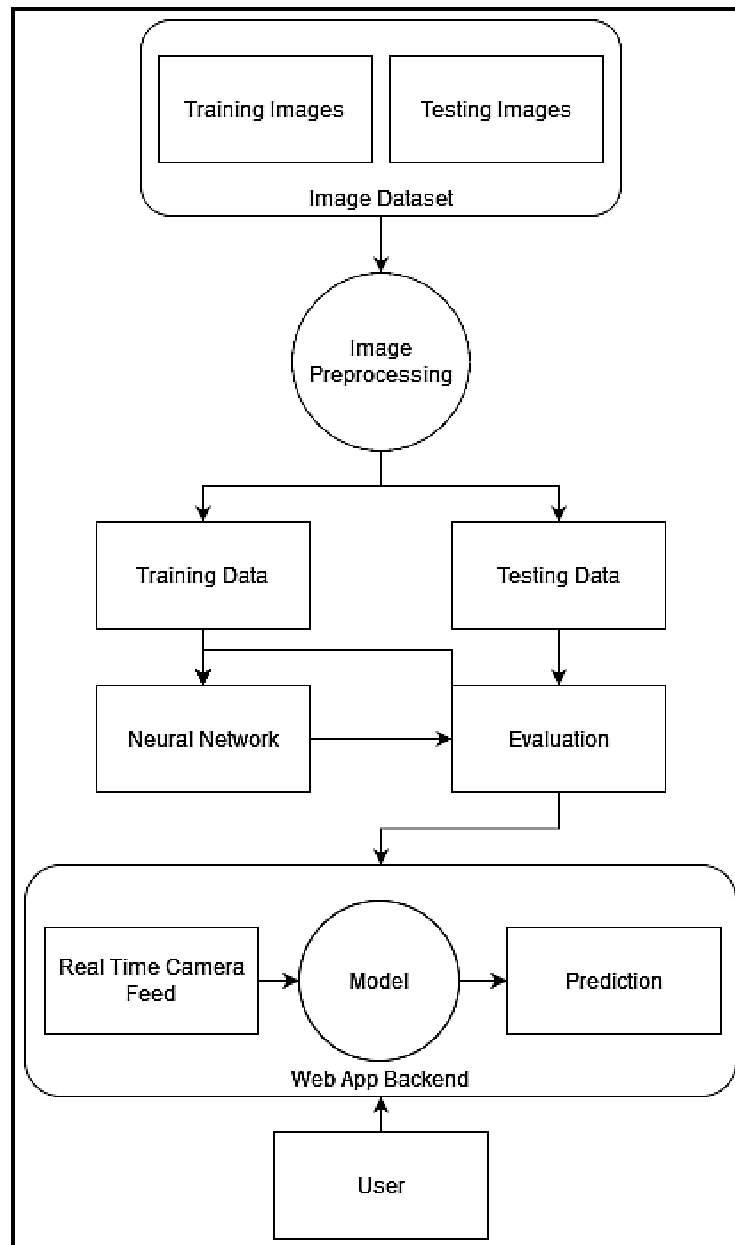 Training Images
Testing Images
Image Dataset
Image
Preprocessing
Training Data
Testing Data
Neural Network
Evaluation
Real Time Camera
Feed
Model
Prediction
Web App Backend
User